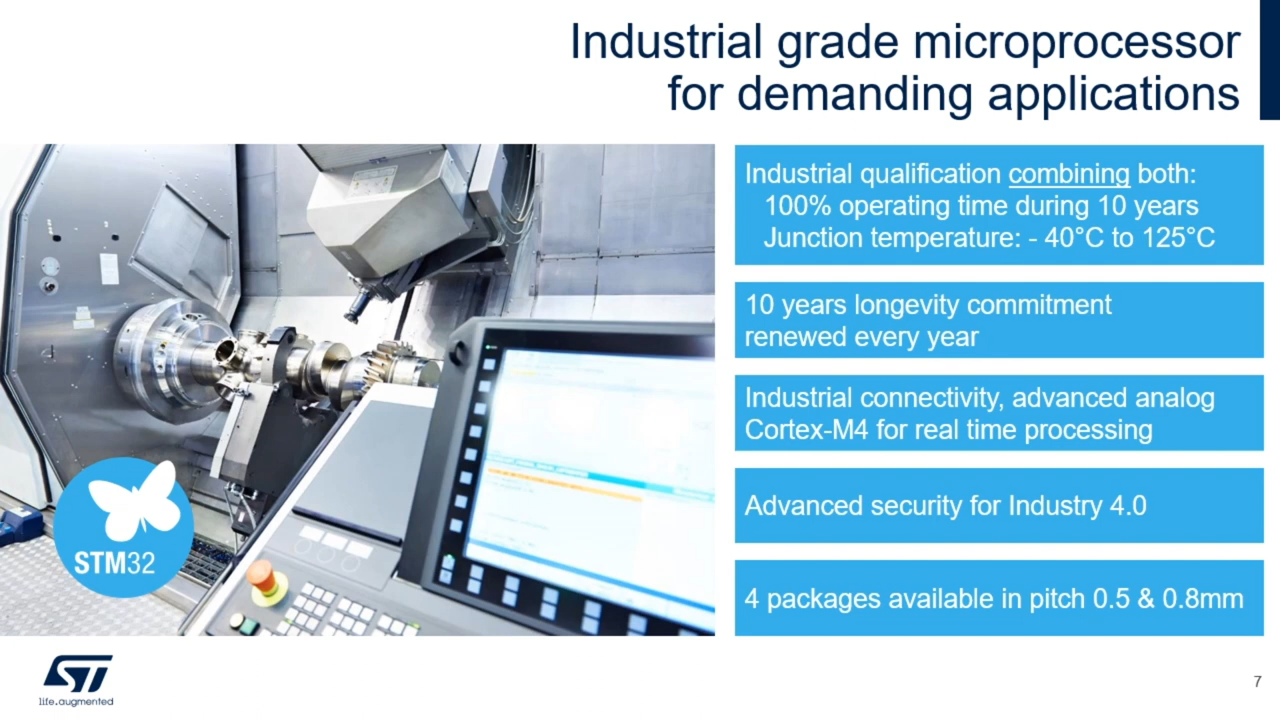 Industrial grade microprocessor
for demanding applications
Industrial qualification combining both:
100% operating time during 10 years
Junction temperature: - 40°C to 125°C
10 years longevity commitment
renewed every year
Industrial connectivity, advanced analog
Cortex-M4 for real time processing
Advanced security for Industry 4.0
4 packages available in pitch 0.5 & 0.8mm
STM32
ST
life.augmented
7